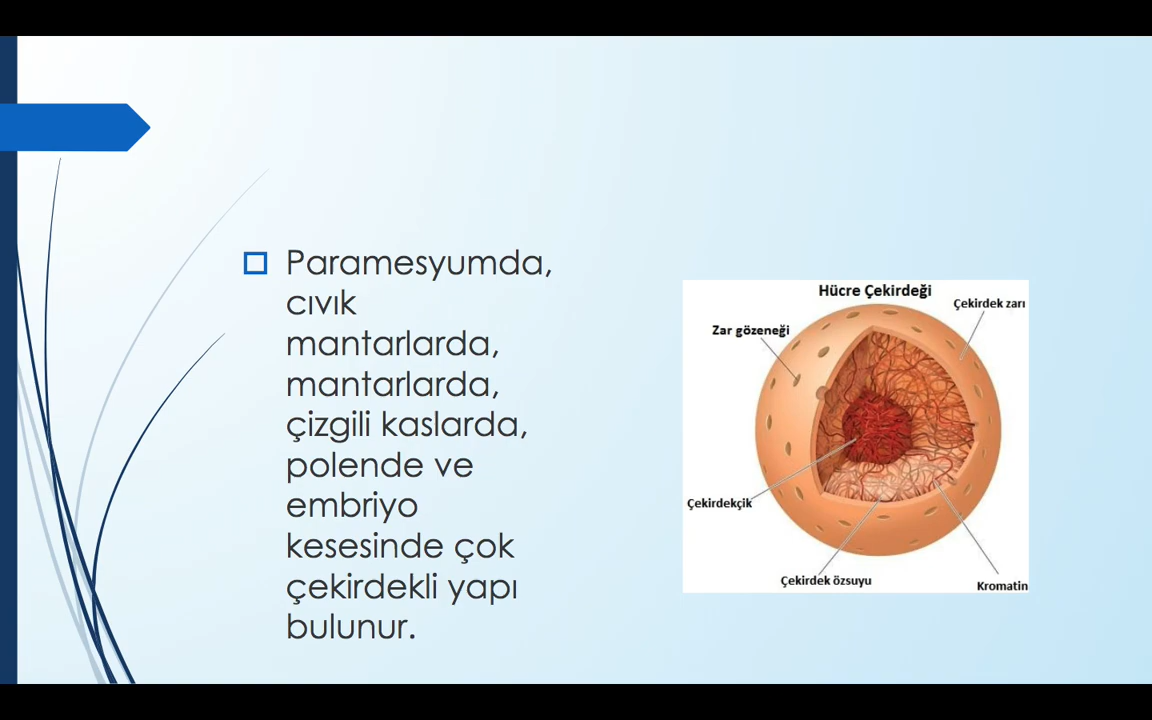 Paramesyumda,
cıvık
mantarlarda,
mantarlarda,
çizgili kaslarda,
polende ve
embriyo
kesesinde çok
çekirdekli yapı
bulunur.
Hücre Çekirdeği
Çekirdek zarı
Zar gözeneği
Çekirdekçik
Çekirdek özsuyu
Kromatin